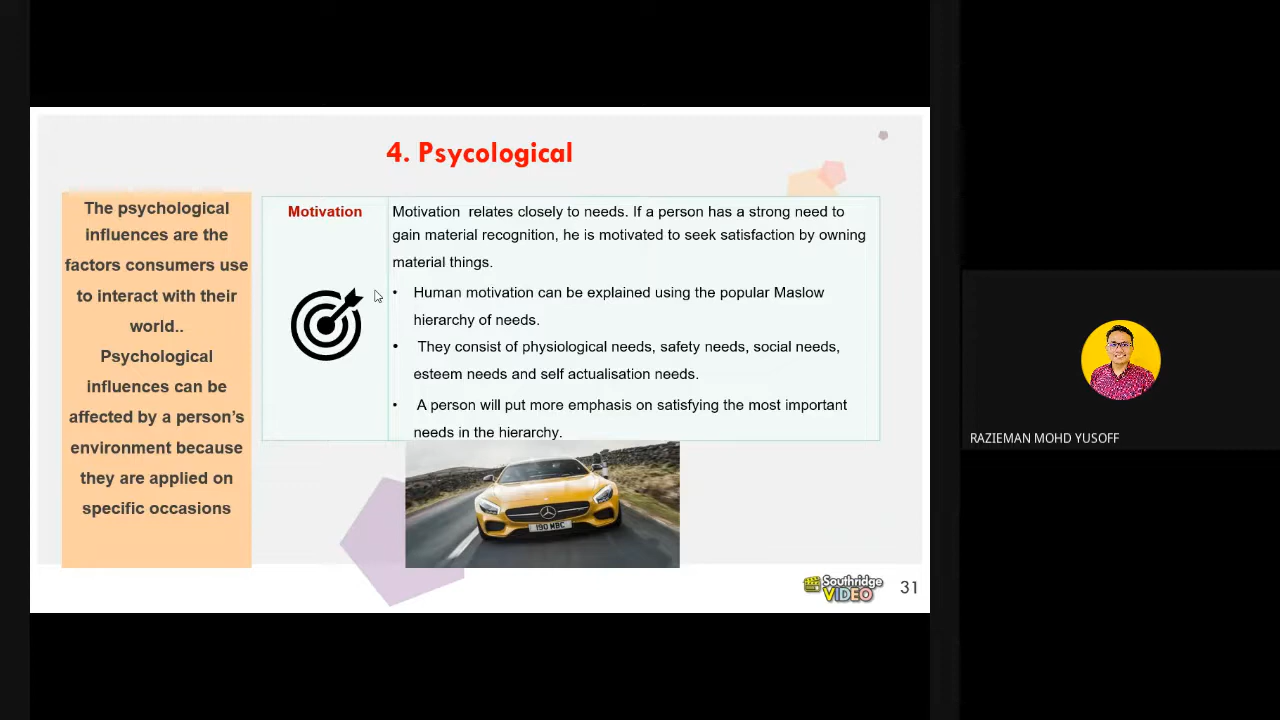 4. Psycological
The psychological
influences are the
factors consumers use
to interact with their
world..
Psychological
influences can be
affected by a person's
environment because
they are applied on
specific occasions
Motivation
Motivation relates closely to needs. If a person has a strong need to
gain material recognition, he is motivated to seek satisfaction by owning
material things.
• Human motivation can be explained using the popular Maslow
hierarchy of needs.
• They consist of physiological needs, safety needs, social needs,
esteem needs and self actualisation needs.
• A person will put more emphasis on satisfying the most important
needs in the hierarchy.
190 MBC
Southridge
VIDEO
31
RAZIEMAN MOHD YUSOFF